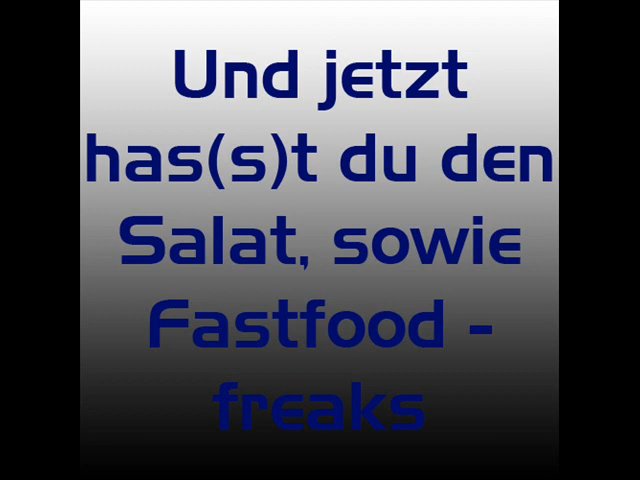 Und jetzt
has(s)t du den
Salat, sowie
Fastfood -
freaks